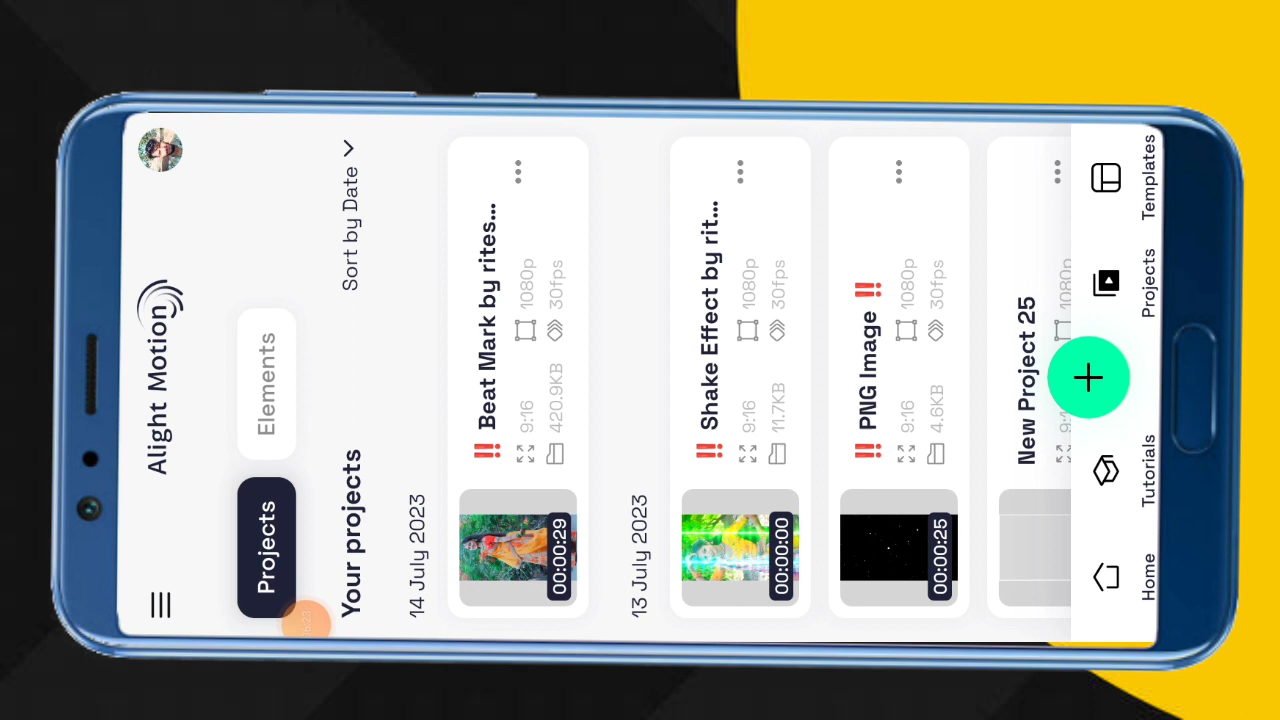 Alight Motion
Projects
Elements
Your projects
Sort by Date
14 July 2023
00:00:29
!! Beat Mark by rites...
9:16
1080p
420.9KB
30fps
13 July 2023
00:00:00
!! Shake Effect by rit...
9:16
1080p
11.7KB
30fps
00:00:25
!! PNG Image !!
9:16
1080p
4.6KB
30fps
New Project 25
1080p
Home
Tutorials
Projects
Templates